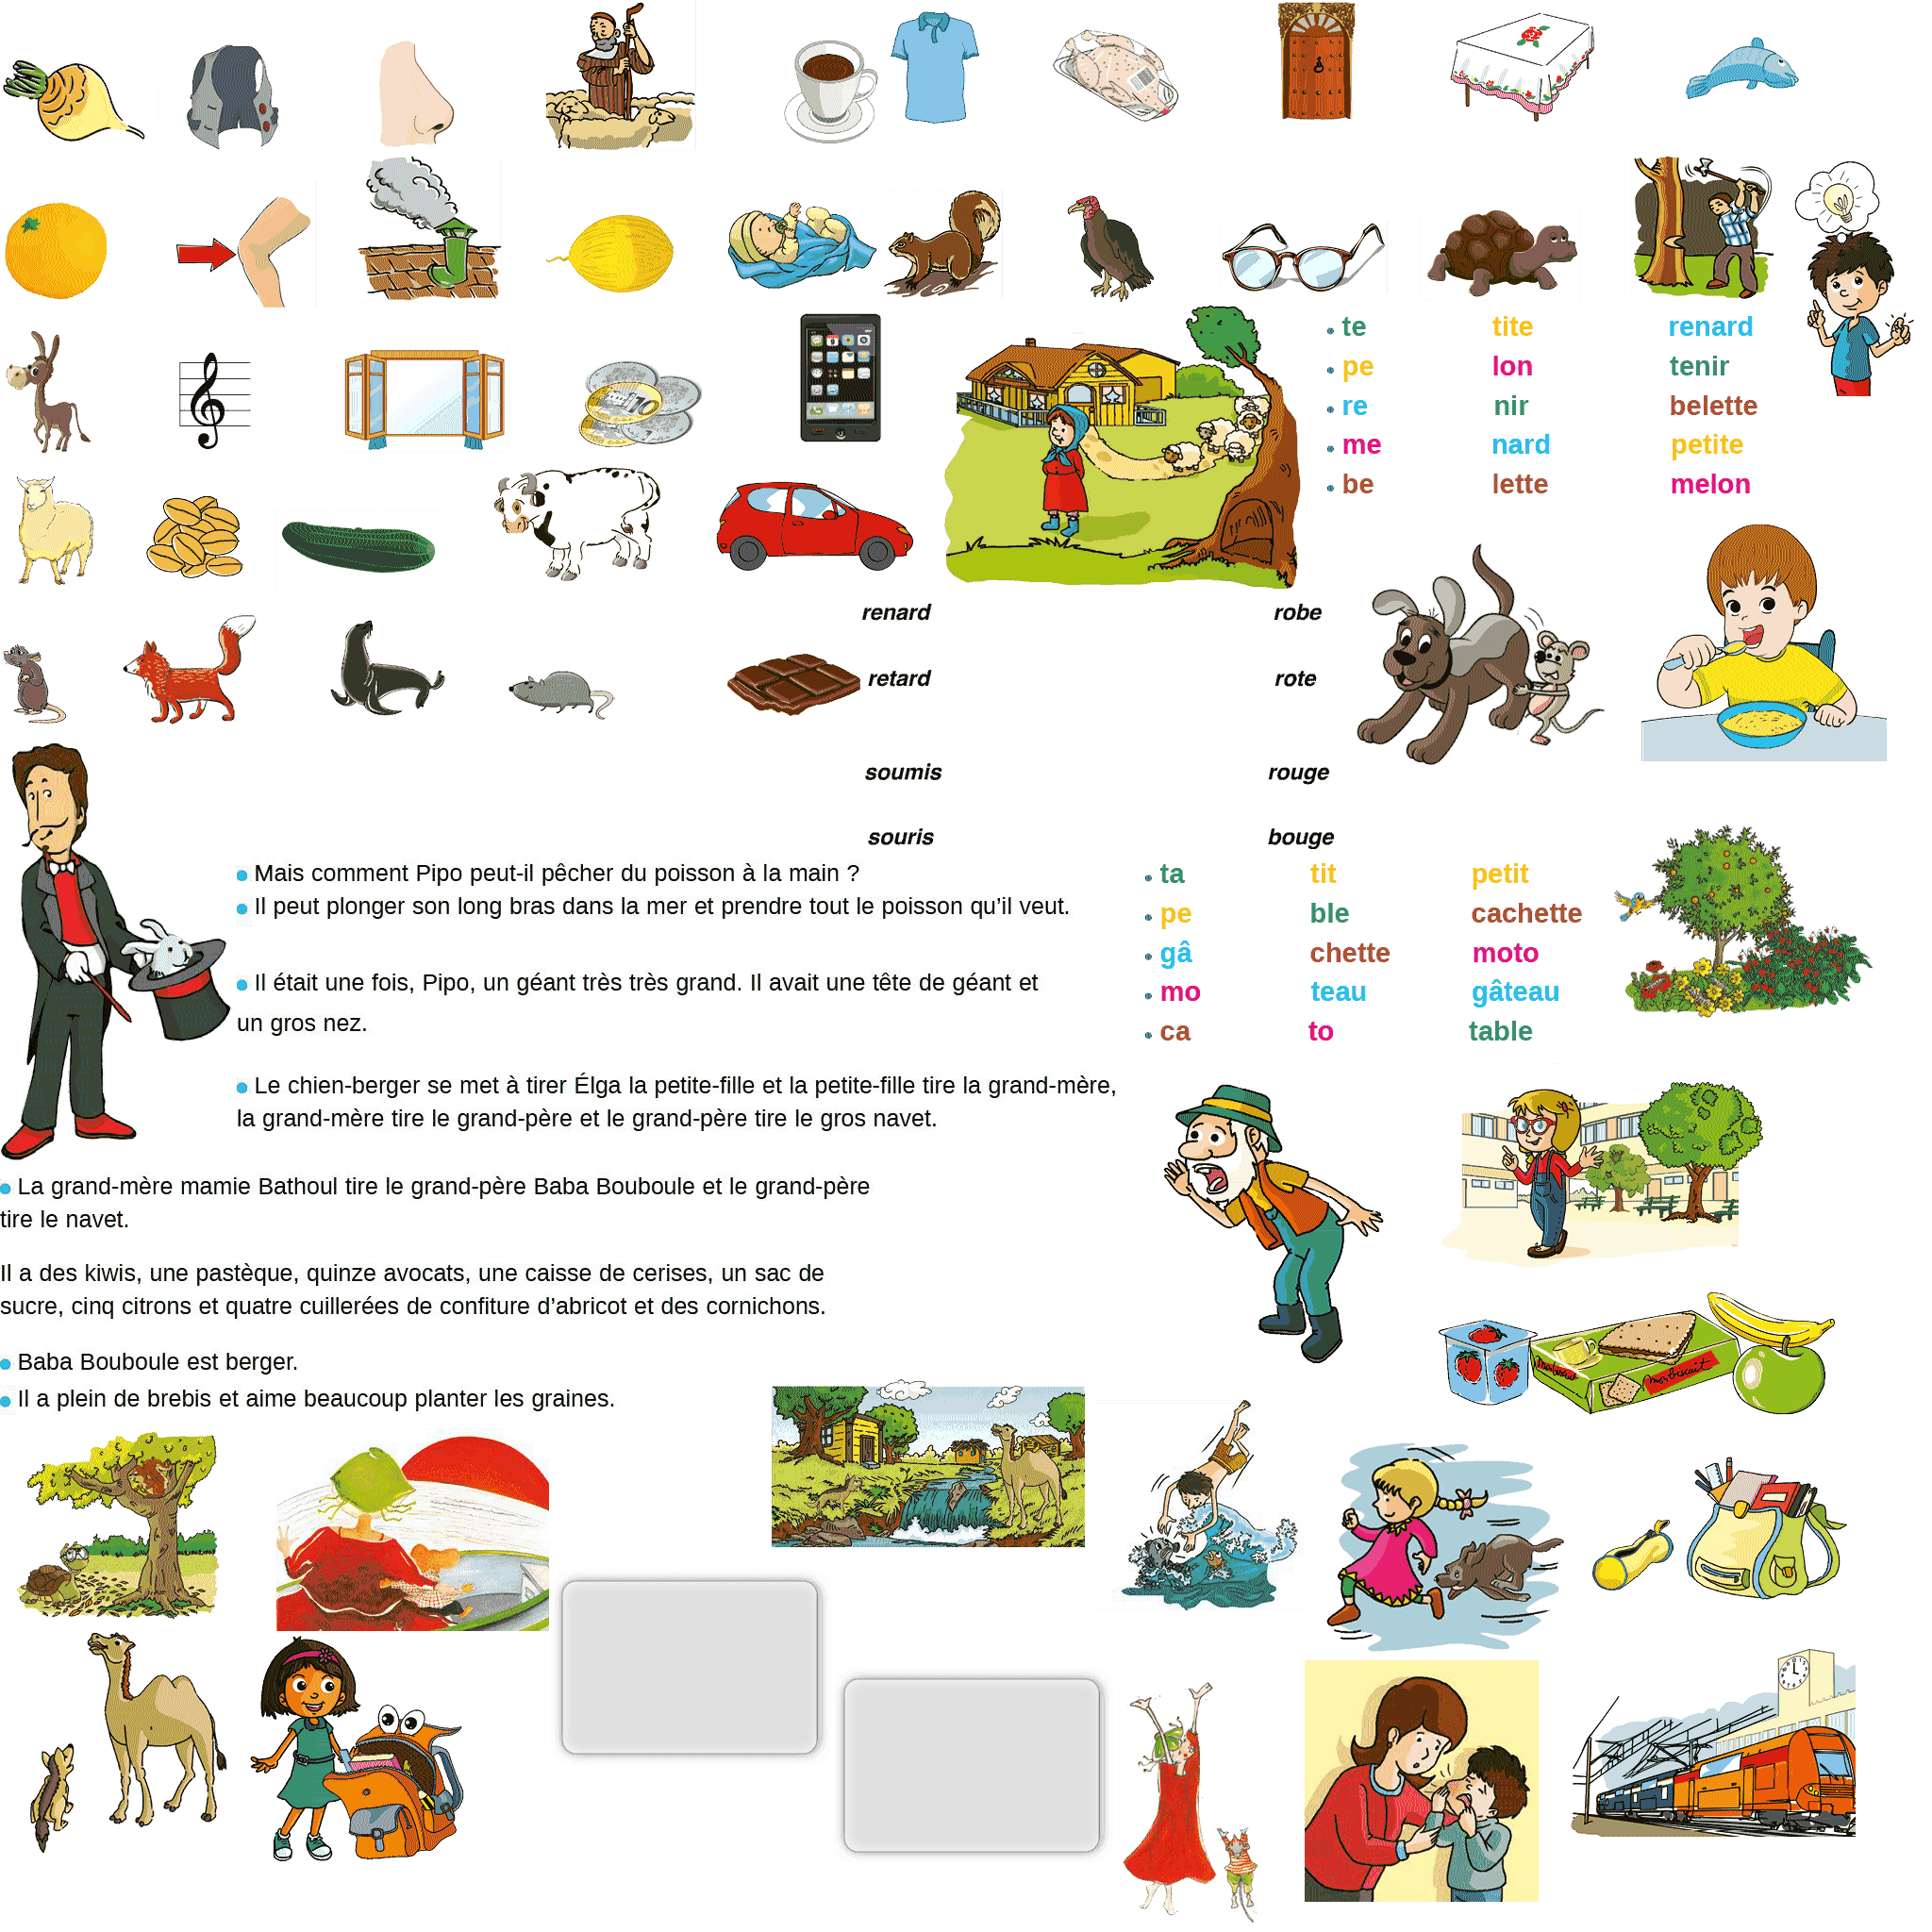 te tite renard
pe lon tenir
re nir belette
me nard petite
be lette melon
renard robe
retard rote
soumis rouge
souris bouge
Mais comment Pipo peut-il pêcher du poisson à la main ?
Il peut plonger son long bras dans la mer et prendre tout le poisson qu’il veut.
Il était une fois, Pipo, un géant très très grand. Il avait une tête de géant et
un gros nez.
Le chien-berger se met à tirer Élga la petite-fille et la petite-fille tire la grand-mère,
la grand-mère tire le grand-père et le grand-père tire le gros navet.
ta tit petit
pe ble cachette
gâ chette moto
mo teau gâteau
ca to table
La grand-mère mamie Bathoul tire le grand-père Baba Bouboule et le grand-père
tire le navet.
Il a des kiwis, une pastèque, quinze avocats, une caisse de cerises, un sac de
sucre, cinq citrons et quatre cuillerées de confiture d’abricot et des cornichons.
Baba Bouboule est berger.
Il a plein de brebis et aime beaucoup planter les graines.
mon Biscuit